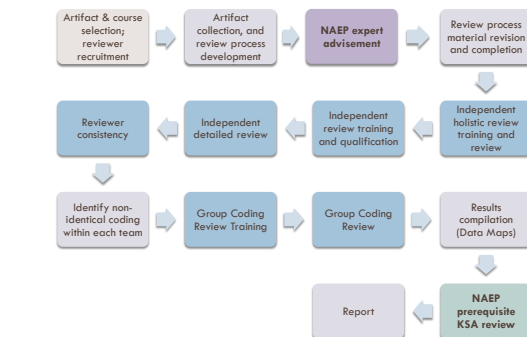 Artifact & course
selection;
reviewer
recruitment
Artifact
collection, and
review process
development
NAEP expert
advisement
Review process
material revision
and completion
Reviewer
consistency
Independent
detailed review
Independent
review training
and qualification
Independent
holistic review
training and
review
Identify non-
identical coding
within each team
Group Coding
Review Training
Group Coding
Review
Results
compilation
(Data Maps)
Report
NAEP
prerequisite
KSA review